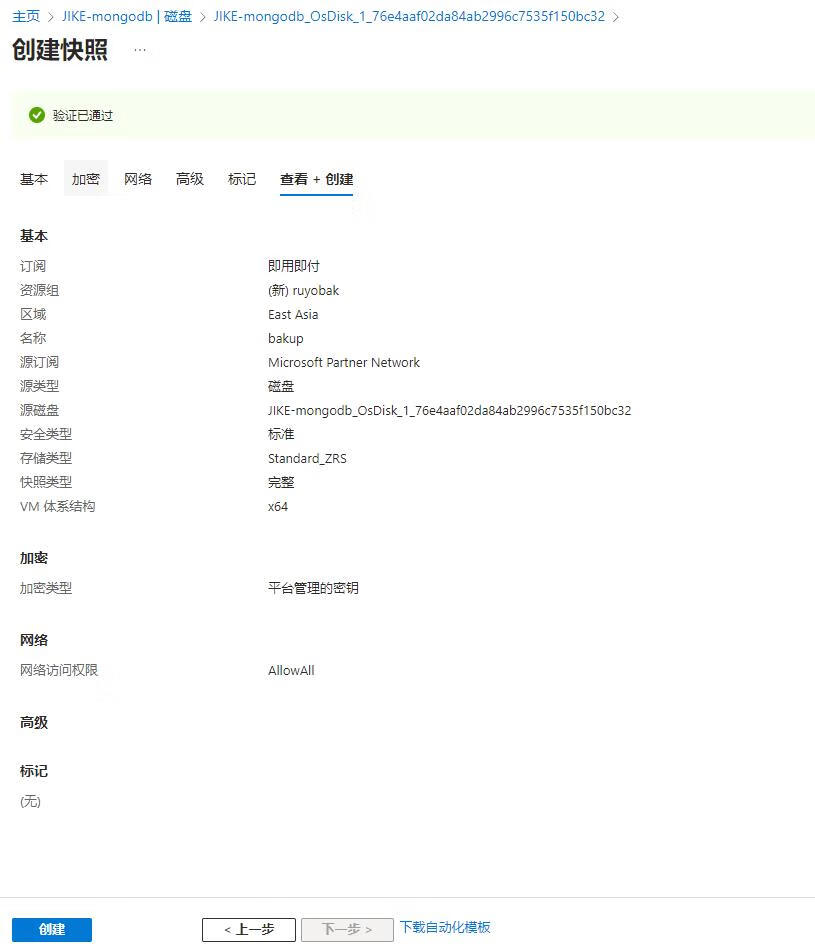 主页 > JIKE-mongodb | 磁盘 > JIKE-mongodb_OsDisk_1_76e4aaf02da84ab2996c7535f150bc32 >
创建快照 ...
验证已通过
基本 加密 网络 高级 标记 查看 + 创建
基本
订阅 即用即付
资源组 (新) ruyobak
区域 East Asia
名称 bakup
源订阅 Microsoft Partner Network
源类型 磁盘
源磁盘 JIKE-mongodb_OsDisk_1_76e4aaf02da84ab2996c7535f150bc32
安全类型 标准
存储类型 Standard_ZRS
快照类型 完整
VM 体系结构 x64
加密
加密类型 平台管理的密钥
网络
网络访问权限 AllowAll
高级
标记
(无)
创建 < 上一步 下一步 > 下载自动化模板